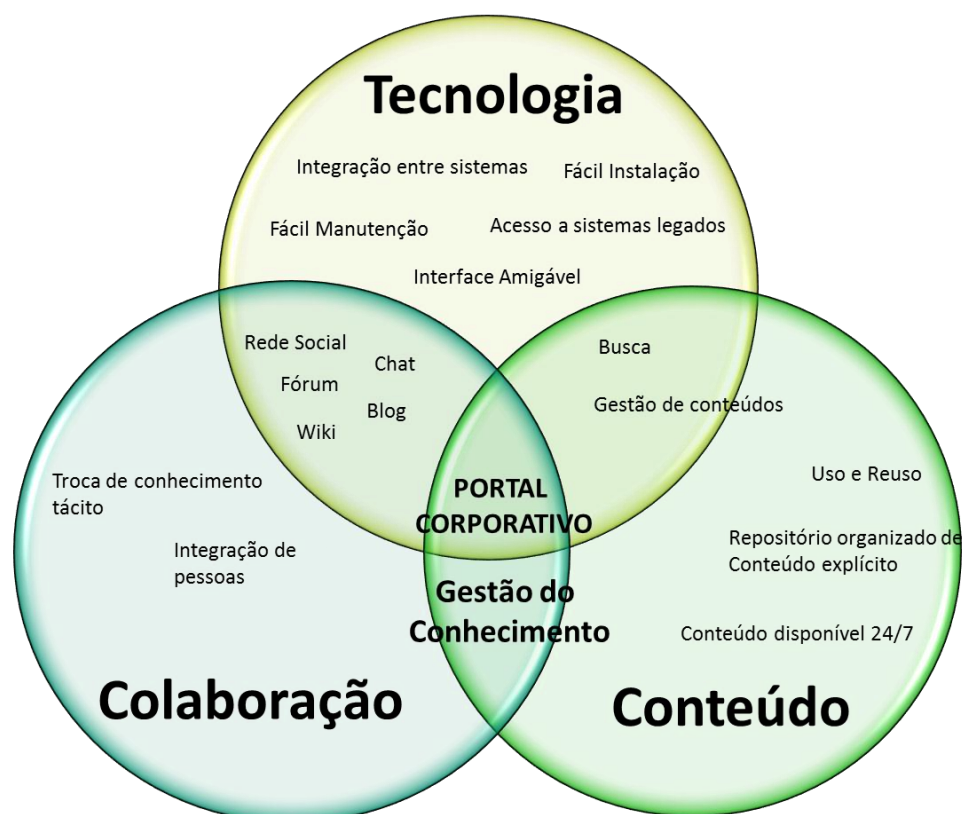 Tecnologia
Integração entre sistemas
Fácil Instalação
Fácil Manutenção
Acesso a sistemas legados
Interface Amigável
Rede Social
Chat
Fórum
Blog
Wiki
Busca
Gestão de conteúdos
Troca de conhecimento
tácito
Integração de
pessoas
PORTAL
CORPORATIVO
Gestão do
Conhecimento
Uso e Reuso
Repositório organizado de
Conteúdo explícito
Conteúdo disponível 24/7
Colaboração
Conteúdo